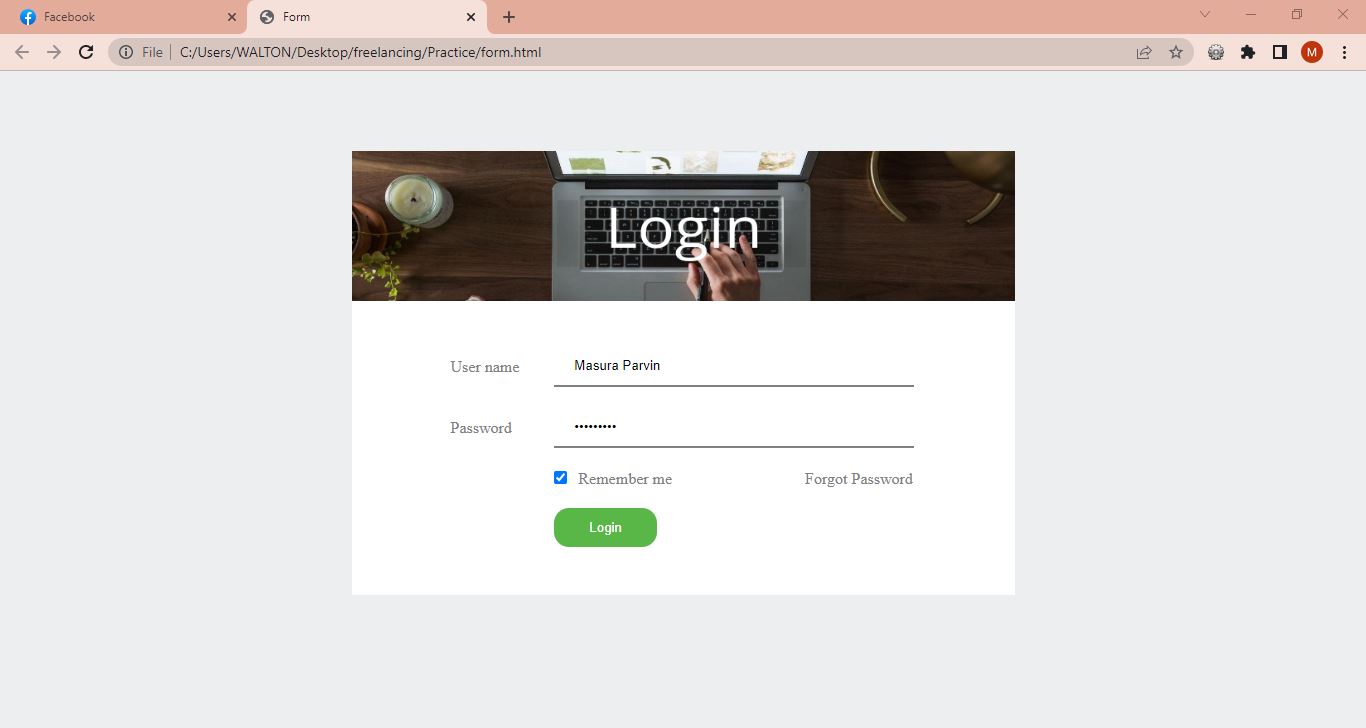 Facebook
Form
File
C:/Users/WALTON/Desktop/freelancing/Practice/form.html
M
Login
User name
Masura Parvin
Password
•••••••••
Remember me
Forgot Password
Login